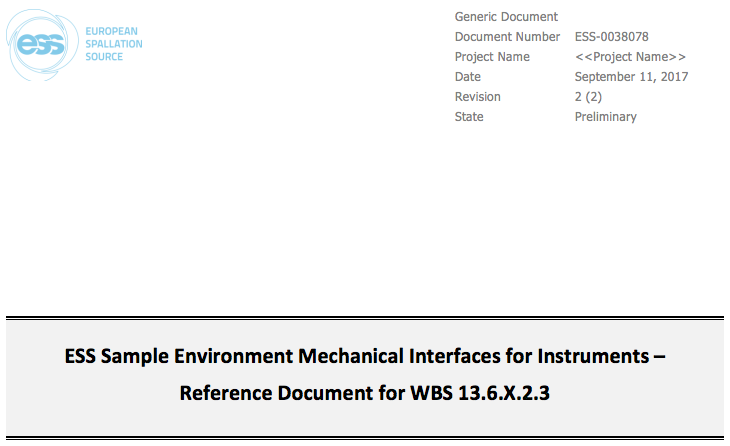 ess
EUROPEAN
SPALLATION
SOURCE
Generic Document
Document Number ESS-0038078
Project Name <<Project Name>>
Date September 11, 2017
Revision 2 (2)
State Preliminary
ESS Sample Environment Mechanical Interfaces for Instruments –
Reference Document for WBS 13.6.X.2.3